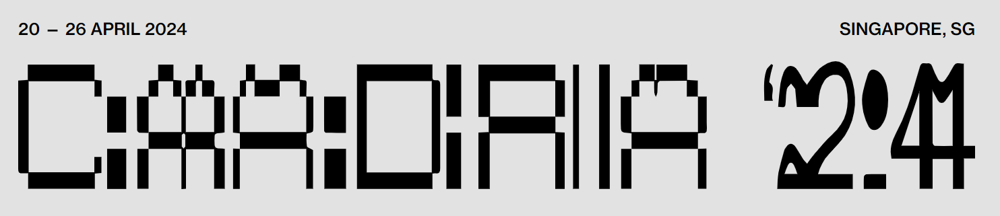 20 – 26 APRIL 2024
SINGAPORE, SG
CAADRIA ‘24